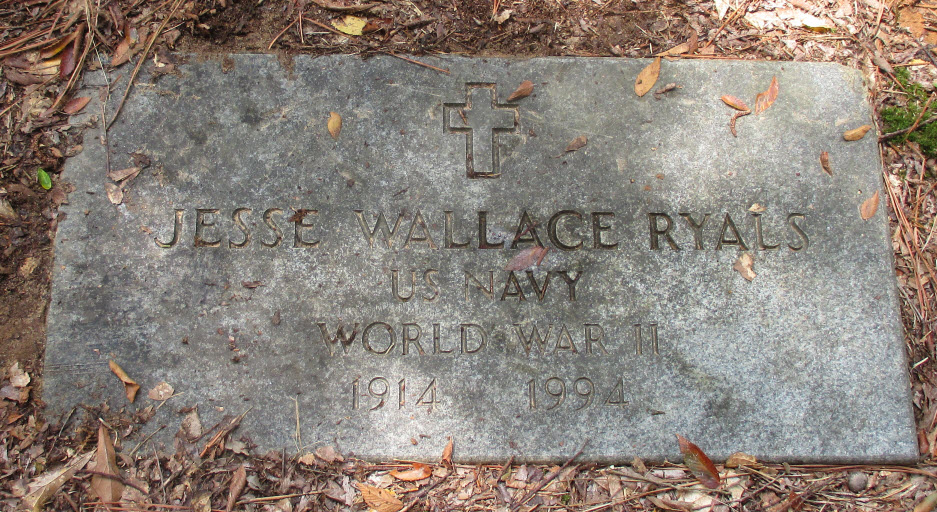 JESSE WALLACE RYALS
US NAVY
WORLD WAR II
1914 1994